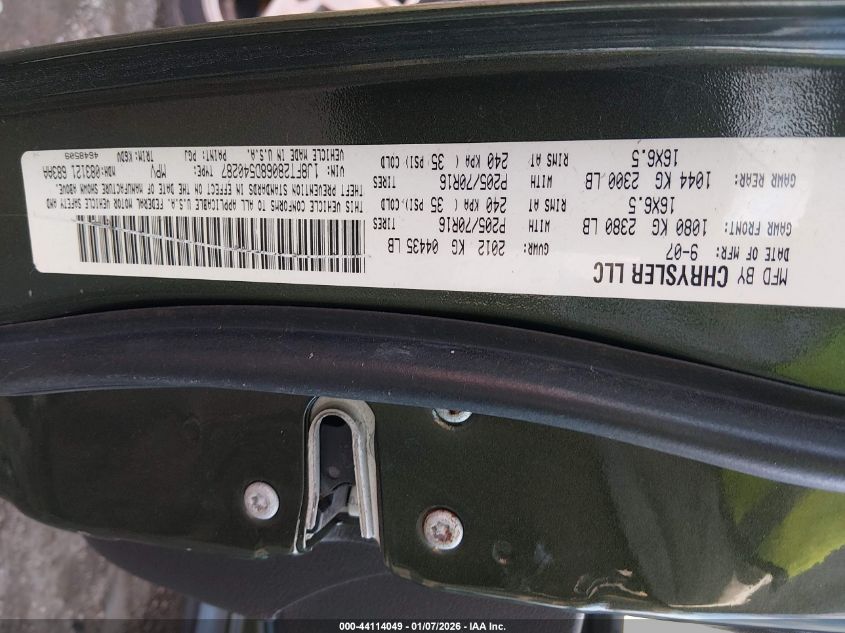 MFD BY CHRYSLER LLC
DATE OF MFR: 9-07 GVWR: 2012 KG 04435 LB
GAWR FRONT: 1080 KG 2380 LB WITH TIRES P205/70R16 RIMS AT 16X6.5 240 KPA ( 35 PSI) COLD
GAWR REAR: 1044 KG 2300 LB WITH TIRES P205/70R16 RIMS AT 16X6.5 240 KPA ( 35 PSI) COLD
THIS VEHICLE CONFORMS TO ALL APPLICABLE U.S.A. FEDERAL MOTOR VEHICLE SAFETY AND
THEFT PREVENTION STANDARDS IN EFFECT ON THE DATE OF MANUFACTURE SHOWN ABOVE.
VIN: 1J8FT28068D540287 TYPE: MPV MDH: 083121 683AA
VEHICLE MADE IN U.S.A. PAINT: PGJ TRIM: K6DV 4648509
000-44114049 - 01/07/2026 - IAA Inc.